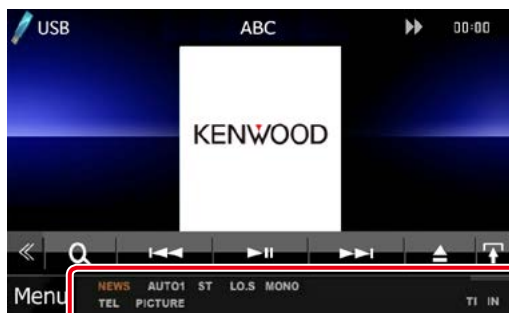 USB ABC 00:00
KENWOOD
Menu
NEWS AUTO1 ST LO.S MONO
TEL PICTURE TI IN